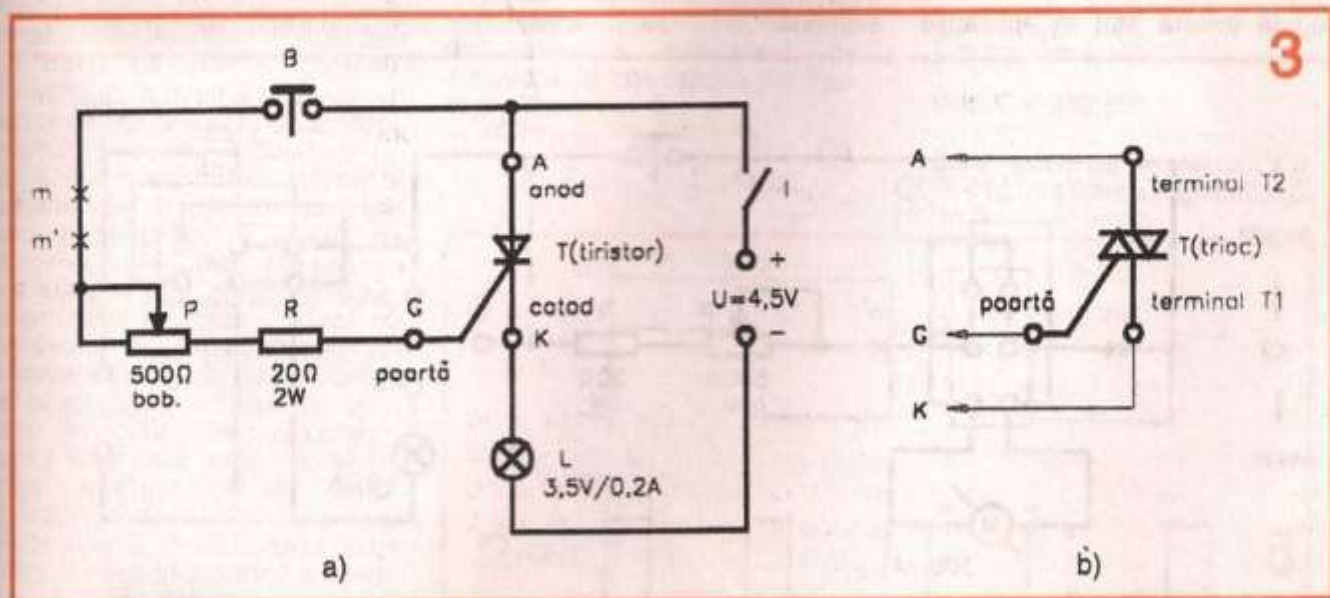 3
B
m
m'
P
R
G
500Ω
bob.
20Ω
2W
poartă
A
anod
T(tiristor)
catod
K
L
3,5V/0,2A
I
+
U=4,5V
−
a)
A
terminal T2
T(triac)
poartă
terminal T1
G
K
b)